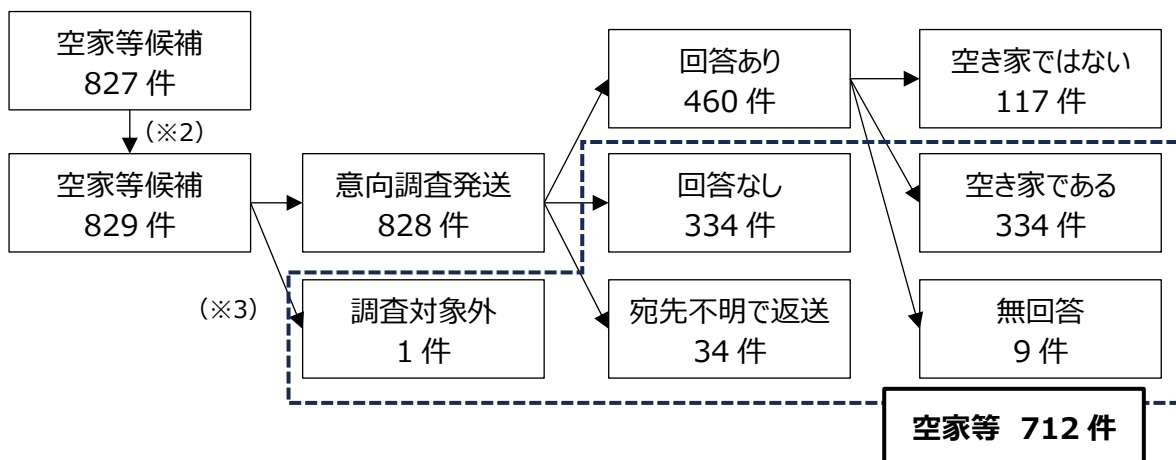 空家等候補
827 件
(※2)
空家等候補
829 件
意向調査発送
828 件
(※3)
調査対象外
1 件
回答あり
460 件
回答なし
334 件
宛先不明で返送
34 件
空き家ではない
117 件
空き家である
334 件
無回答
9 件
空家等 712 件